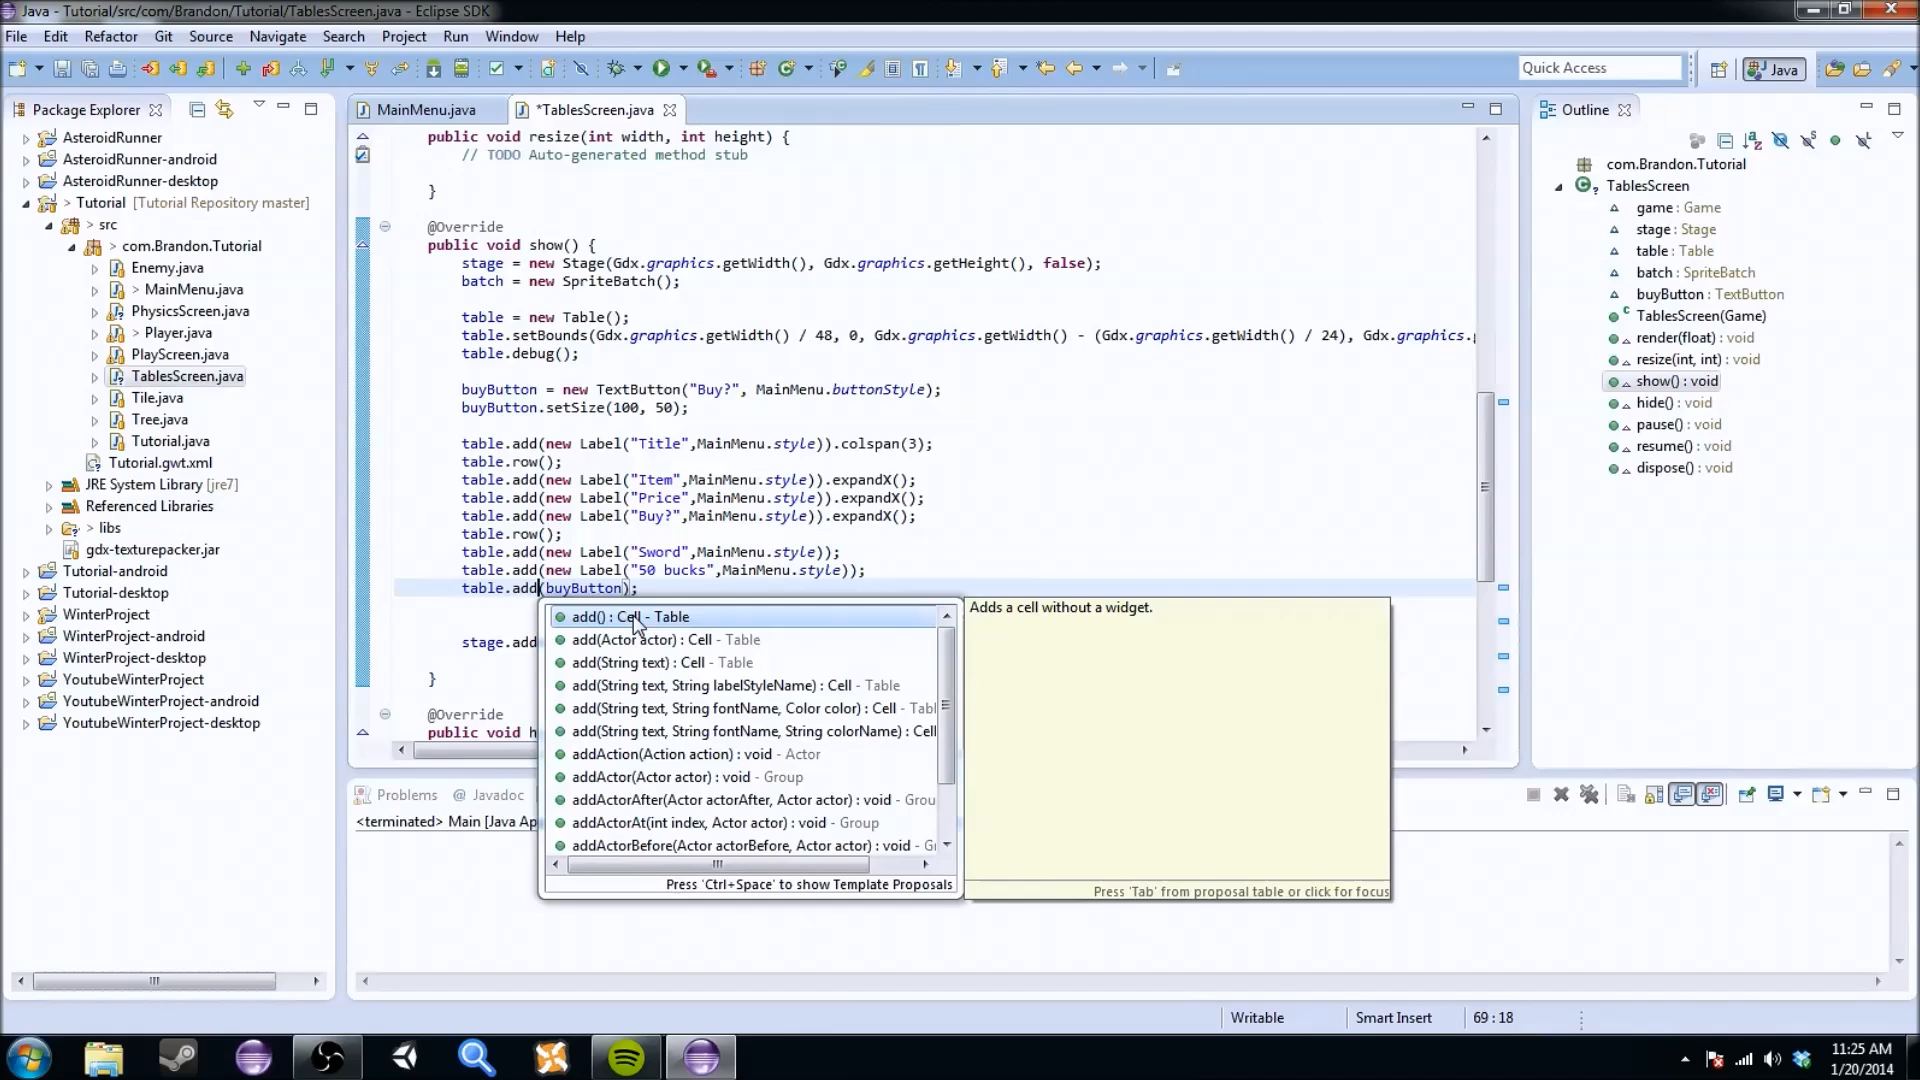 Java - Tutorial/src/com/Brandon/Tutorial/TablesScreen.java - Eclipse SDK
File Edit Refactor Git Source Navigate Search Project Run Window Help
Quick Access
Java
Package Explorer
AsteroidRunner
AsteroidRunner-android
AsteroidRunner-desktop
> Tutorial [Tutorial Repository master]
> src
> com.Brandon.Tutorial
Enemy.java
> MainMenu.java
PhysicsScreen.java
> Player.java
PlayScreen.java
TablesScreen.java
Tile.java
Tree.java
Tutorial.java
Tutorial.gwt.xml
JRE System Library [jre7]
Referenced Libraries
> libs
gdx-texturepacker.jar
Tutorial-android
Tutorial-desktop
WinterProject
WinterProject-android
WinterProject-desktop
YoutubeWinterProject
YoutubeWinterProject-android
YoutubeWinterProject-desktop
MainMenu.java
*TablesScreen.java
public void resize(int width, int height) {
// TODO Auto-generated method stub
}
@Override
public void show() {
stage = new Stage(Gdx.graphics.getWidth(), Gdx.graphics.getHeight(), false);
batch = new SpriteBatch();
table = new Table();
table.setBounds(Gdx.graphics.getWidth() / 48, 0, Gdx.graphics.getWidth() - (Gdx.graphics.getWidth() / 24), Gdx.graphics.
table.debug();
buyButton = new TextButton("Buy?", MainMenu.buttonStyle);
buyButton.setSize(100, 50);
table.add(new Label("Title",MainMenu.style)).colspan(3);
table.row();
table.add(new Label("Item",MainMenu.style)).expandX();
table.add(new Label("Price",MainMenu.style)).expandX();
table.add(new Label("Buy?",MainMenu.style)).expandX();
table.row();
table.add(new Label("Sword",MainMenu.style));
table.add(new Label("50 bucks",MainMenu.style));
table.add(buyButton);
stage.add
}
@Override
public void h
add() : Cell - Table
add(Actor actor) : Cell - Table
add(String text) : Cell - Table
add(String text, String labelStyleName) : Cell - Table
add(String text, String fontName, Color color) : Cell - Tabl
add(String text, String fontName, String colorName) : Cell
addAction(Action action) : void - Actor
addActor(Actor actor) : void - Group
addActorAfter(Actor actorAfter, Actor actor) : void - Grou
addActorAt(int index, Actor actor) : void - Group
addActorBefore(Actor actorBefore, Actor actor) : void - G
Press 'Ctrl+Space' to show Template Proposals
Adds a cell without a widget.
Press 'Tab' from proposal table or click for focus
Outline
com.Brandon.Tutorial
TablesScreen
game : Game
stage : Stage
table : Table
batch : SpriteBatch
buyButton : TextButton
TablesScreen(Game)
render(float) : void
resize(int, int) : void
show() : void
hide() : void
pause() : void
resume() : void
dispose() : void
Problems @ Javadoc
<terminated> Main [Java Ap
Writable Smart Insert 69 : 18
11:25 AM
1/20/2014